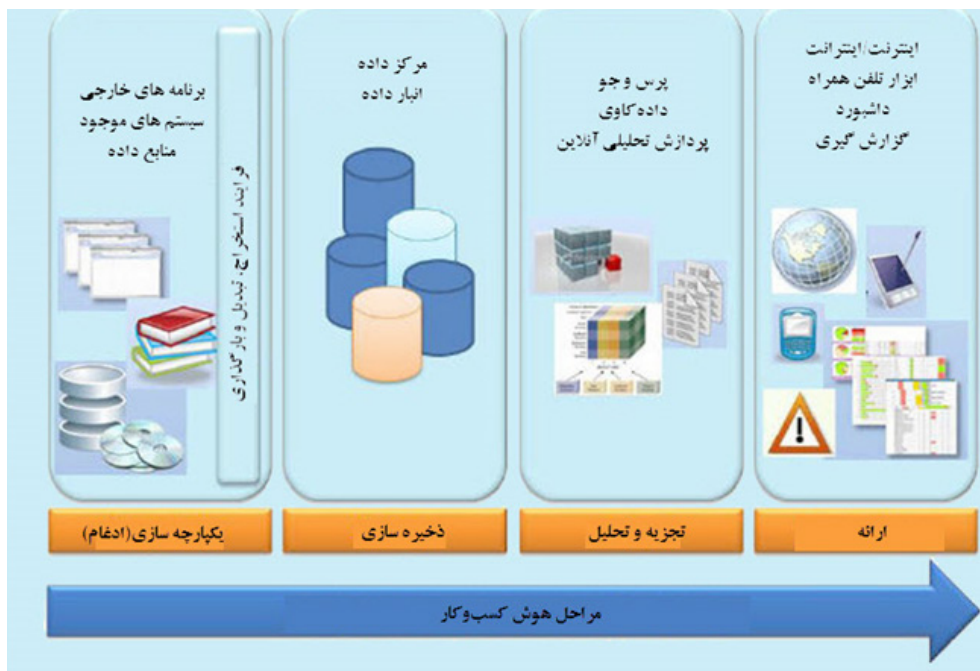 برنامه های خارجی
سیستم های موجود
منابع داده
فرایند استخراج، تبدیل و بارگذاری
مرکز داده
انبار داده
پرس و جو
داده‌کاوی
پردازش تحلیلی آنلاین
اینترنت/اینترانت
ابزار تلفن همراه
داشبورد
گزارش گیری
یکپارچه سازی(ادغام)
ذخیره سازی
تجزیه و تحلیل
ارائه
مراحل هوش کسب‌وکار